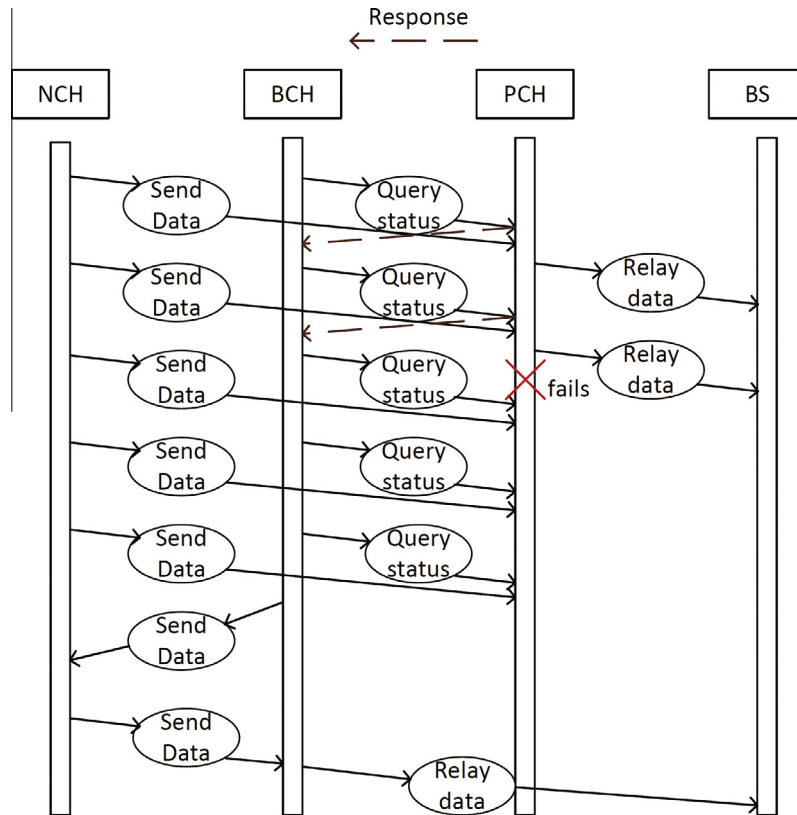 Response
NCH
BCH
PCH
BS
Send
Data
Query
status
Send
Data
Query
status
Relay
data
Send
Data
Query
status
Relay
data
fails
Send
Data
Query
status
Send
Data
Query
status
Send
Data
Send
Data
Relay
data